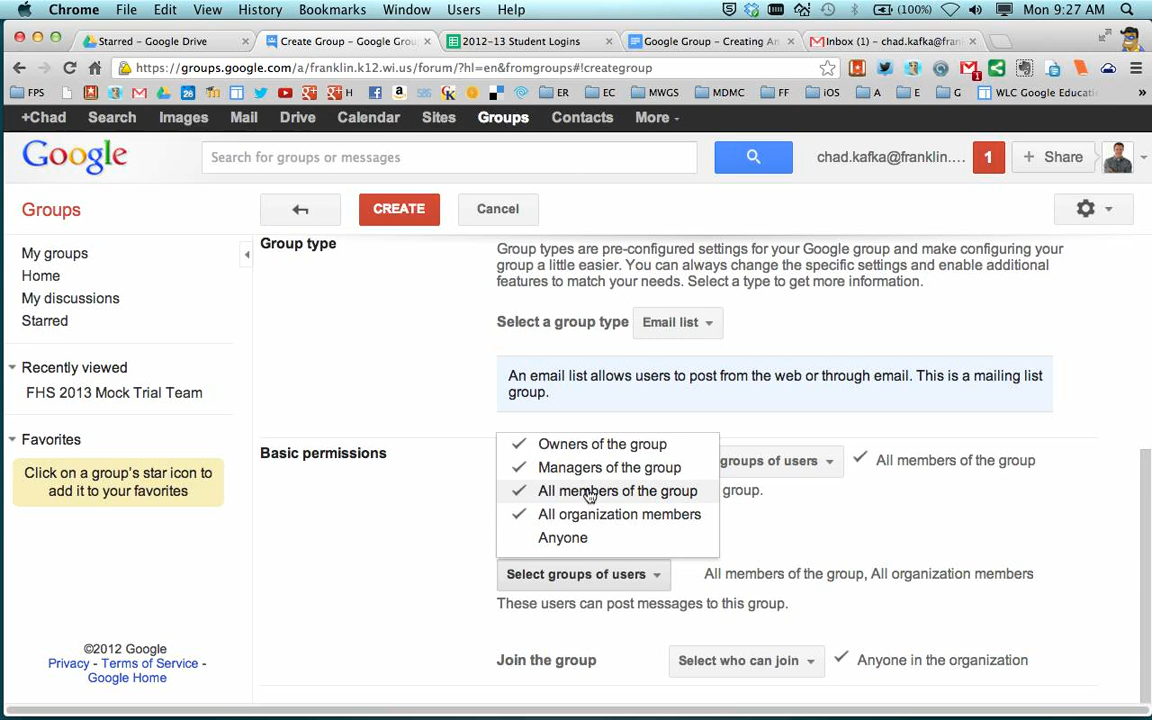 Chrome File Edit View History Bookmarks Window Users Help (100%) Mon 9:27 AM
Starred – Google Drive Create Group – Google Gro 2012–13 Student Logins Google Group – Creating An Inbox (1) – chad.kafka@fran
https://groups.google.com/a/franklin.k12.wi.us/forum/?hl=en&fromgroups#!creategroup
FPS 28 H ER EC MWGS MDMC FF iOS A E G WLC Google Educati »
+Chad Search Images Mail Drive Calendar Sites Groups Contacts More
Google Search for groups or messages chad.kafka@franklin.... 1 + Share
Groups CREATE Cancel
My groups
Home
My discussions
Starred
Recently viewed
FHS 2013 Mock Trial Team
Favorites
Click on a group's star icon to
add it to your favorites
©2012 Google
Privacy - Terms of Service -
Google Home
Group type
Group types are pre-configured settings for your Google group and make configuring your
group a little easier. You can always change the specific settings and enable additional
features to match your needs. Select a type to get more information.
Select a group type Email list
An email list allows users to post from the web or through email. This is a mailing list
group.
Basic permissions
Owners of the group
Managers of the group
All members of the group
All organization members
Anyone
groups of users All members of the group
group.
Select groups of users All members of the group, All organization members
These users can post messages to this group.
Join the group Select who can join Anyone in the organization